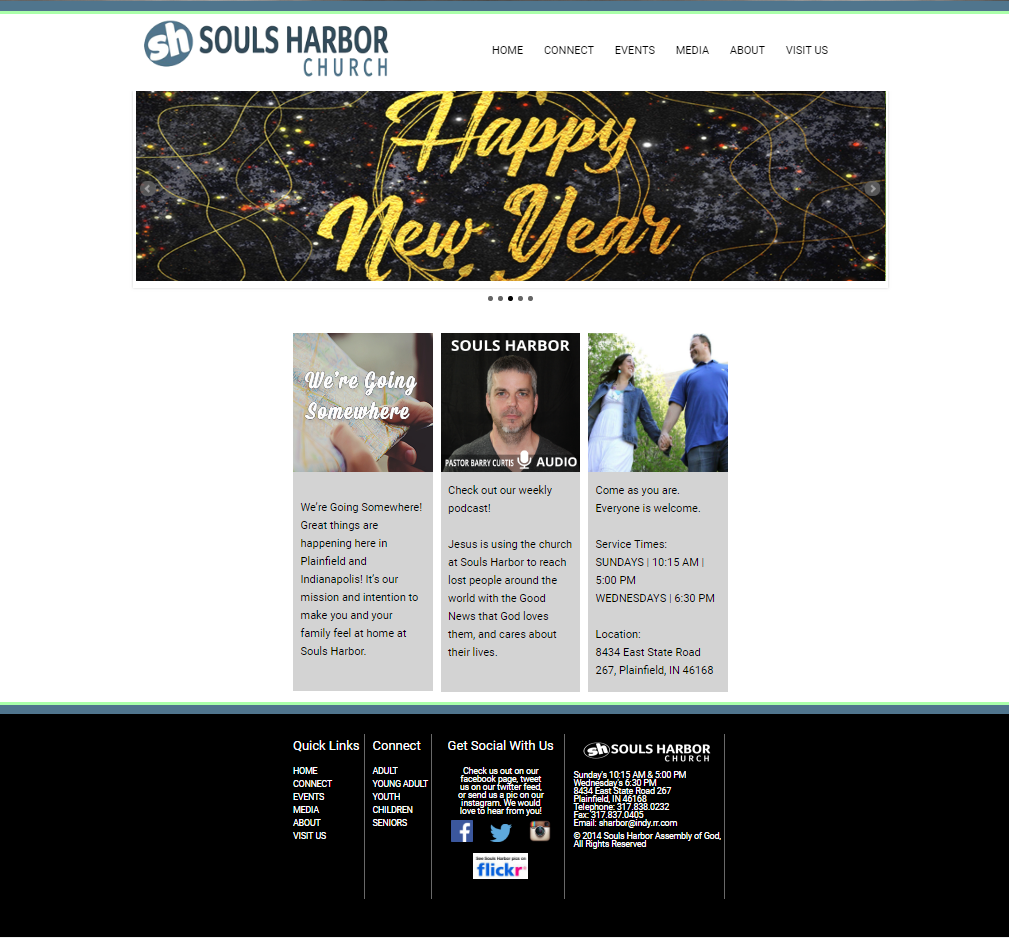 sh SOULS HARBOR
CHURCH
HOME CONNECT EVENTS MEDIA ABOUT VISIT US
Happy
New Year
We're Going
Somewhere
We're Going Somewhere!
Great things are
happening here in
Plainfield and
Indianapolis! It's our
mission and intention to
make you and your
family feel at home at
Souls Harbor.
SOULS HARBOR
PASTOR BARRY CURTIS AUDIO
Check out our weekly
podcast!
Jesus is using the church
at Souls Harbor to reach
lost people around the
world with the Good
News that God loves
them, and cares about
their lives.
Come as you are.
Everyone is welcome.
Service Times:
SUNDAYS | 10:15 AM |
5:00 PM
WEDNESDAYS | 6:30 PM
Location:
8434 East State Road
267, Plainfield, IN 46168
Quick Links
HOME
CONNECT
EVENTS
MEDIA
ABOUT
VISIT US
Connect
ADULT
YOUNG ADULT
YOUTH
CHILDREN
SENIORS
Get Social With Us
Check us out on our
facebook page, tweet
us on our twitter feed,
or send us a pic on our
instagram. We would
love to hear from you!
See Souls Harbor pics on
flickr
sh SOULS HARBOR
CHURCH
Sunday's 10:15 AM & 5:00 PM
Wednesday's 6:30 PM
8434 East State Road 267
Plainfield, IN 46168
Telephone: 317.838.0232
Fax: 317.837.0405
Email: sharbor@indy.rr.com
© 2014 Souls Harbor Assembly of God,
All Rights Reserved